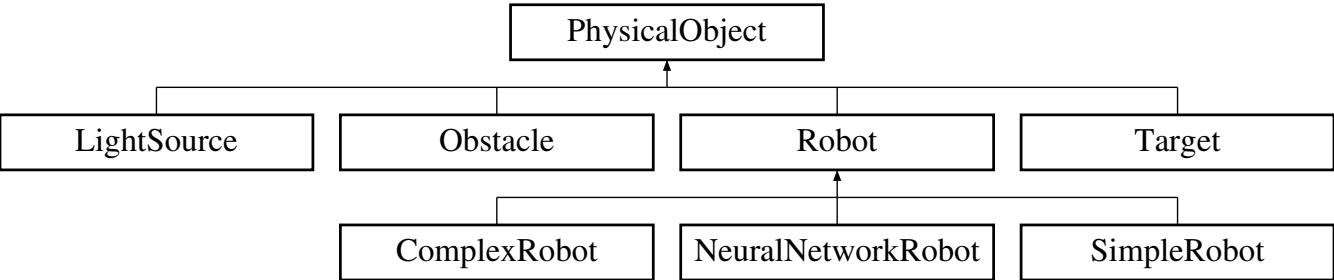 PhysicalObject
LightSource
Obstacle
Robot
Target
ComplexRobot
NeuralNetworkRobot
SimpleRobot